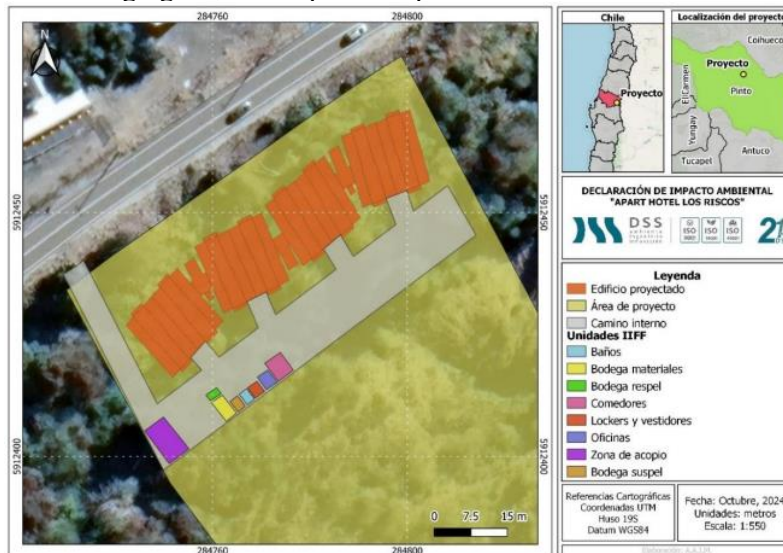 284760
284800
N
5912450
5912450
5912400
5912400
0 7.5 15 m
284760
284800
Chile
Proyecto
Localización del proyecto
Coihueco
Proyecto
El Carmen
Pinto
Yungay
Antuco
Tucapel
DECLARACIÓN DE IMPACTO AMBIENTAL
"APART HOTEL LOS RISCOS"
DSS
ISO
ISO
ISO
Leyenda
Edificio proyectado
Área de proyecto
Camino interno
Unidades IIFF
Baños
Bodega materiales
Bodega respel
Comedores
Lockers y vestidores
Oficinas
Zona de acopio
Bodega suspel
Referencias Cartográficas
Coordenadas UTM
Huso 19S
Datum WGS84
Fecha: Octubre, 2024
Unidades: metros
Escala: 1:550